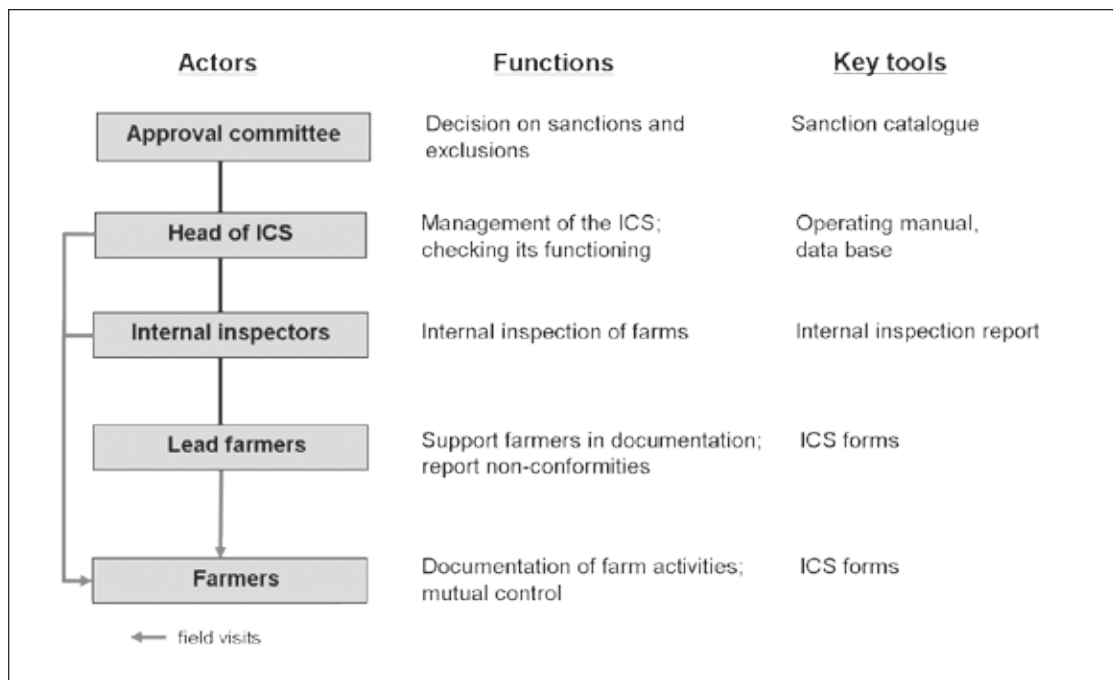 Actors Functions Key tools
Approval committee Decision on sanctions and Sanction catalogue
exclusions
Head of ICS Management of the ICS; Operating manual,
checking its functioning data base
Internal inspectors Internal inspection of farms Internal inspection report
Lead farmers Support farmers in documentation; ICS forms
report non-conformities
Farmers Documentation of farm activities; ICS forms
mutual control
field visits